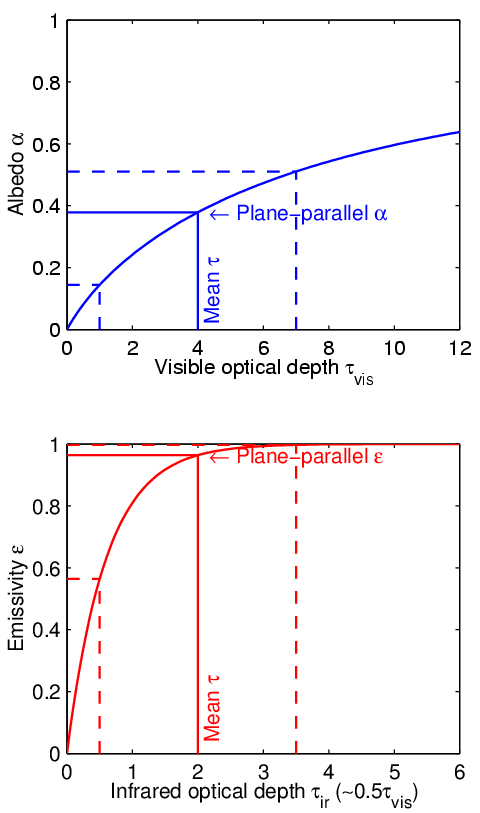 1
0.8
0.6
0.4
0.2
0
Albedo α
← Plane−parallel α
Mean τ
0 2 4 6 8 10 12
Visible optical depth τvis
1
0.8
0.6
0.4
0.2
0
Emissivity ε
← Plane−parallel ε
Mean τ
0 1 2 3 4 5 6
Infrared optical depth τir (~0.5τvis)